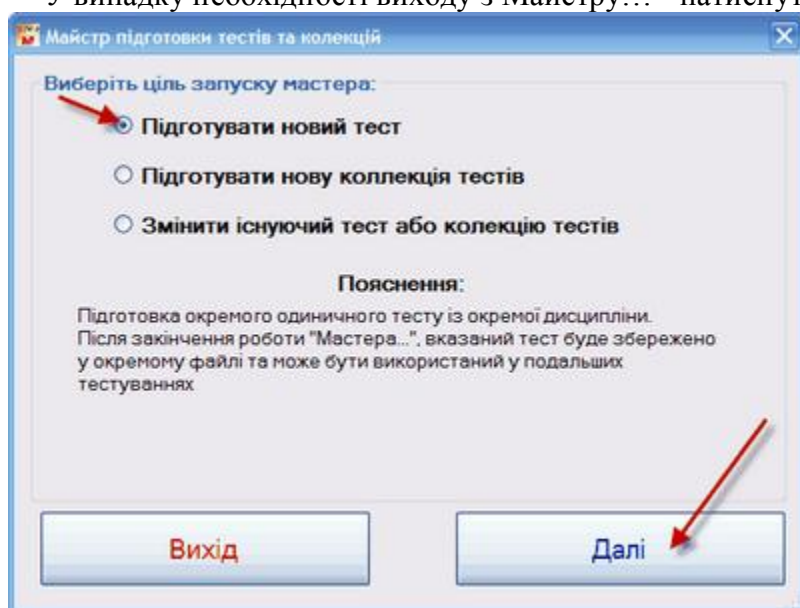 У випадку необхідності виходу з Майстру… натиснут
Майстр підготовки тестів та колекцій
Виберіть ціль запуску мастера:
Підготувати новий тест
Підготувати нову коллекція тестів
Змінити існуючий тест або колекцію тестів
Пояснення:
Підготовка окремого одиничного тесту із окремої дисципліни.
Після закінчення роботи "Мастера...", вказаний тест буде збережено
у окремому файлі та може бути використаний у подальших
тестуваннях
Вихід
Далі